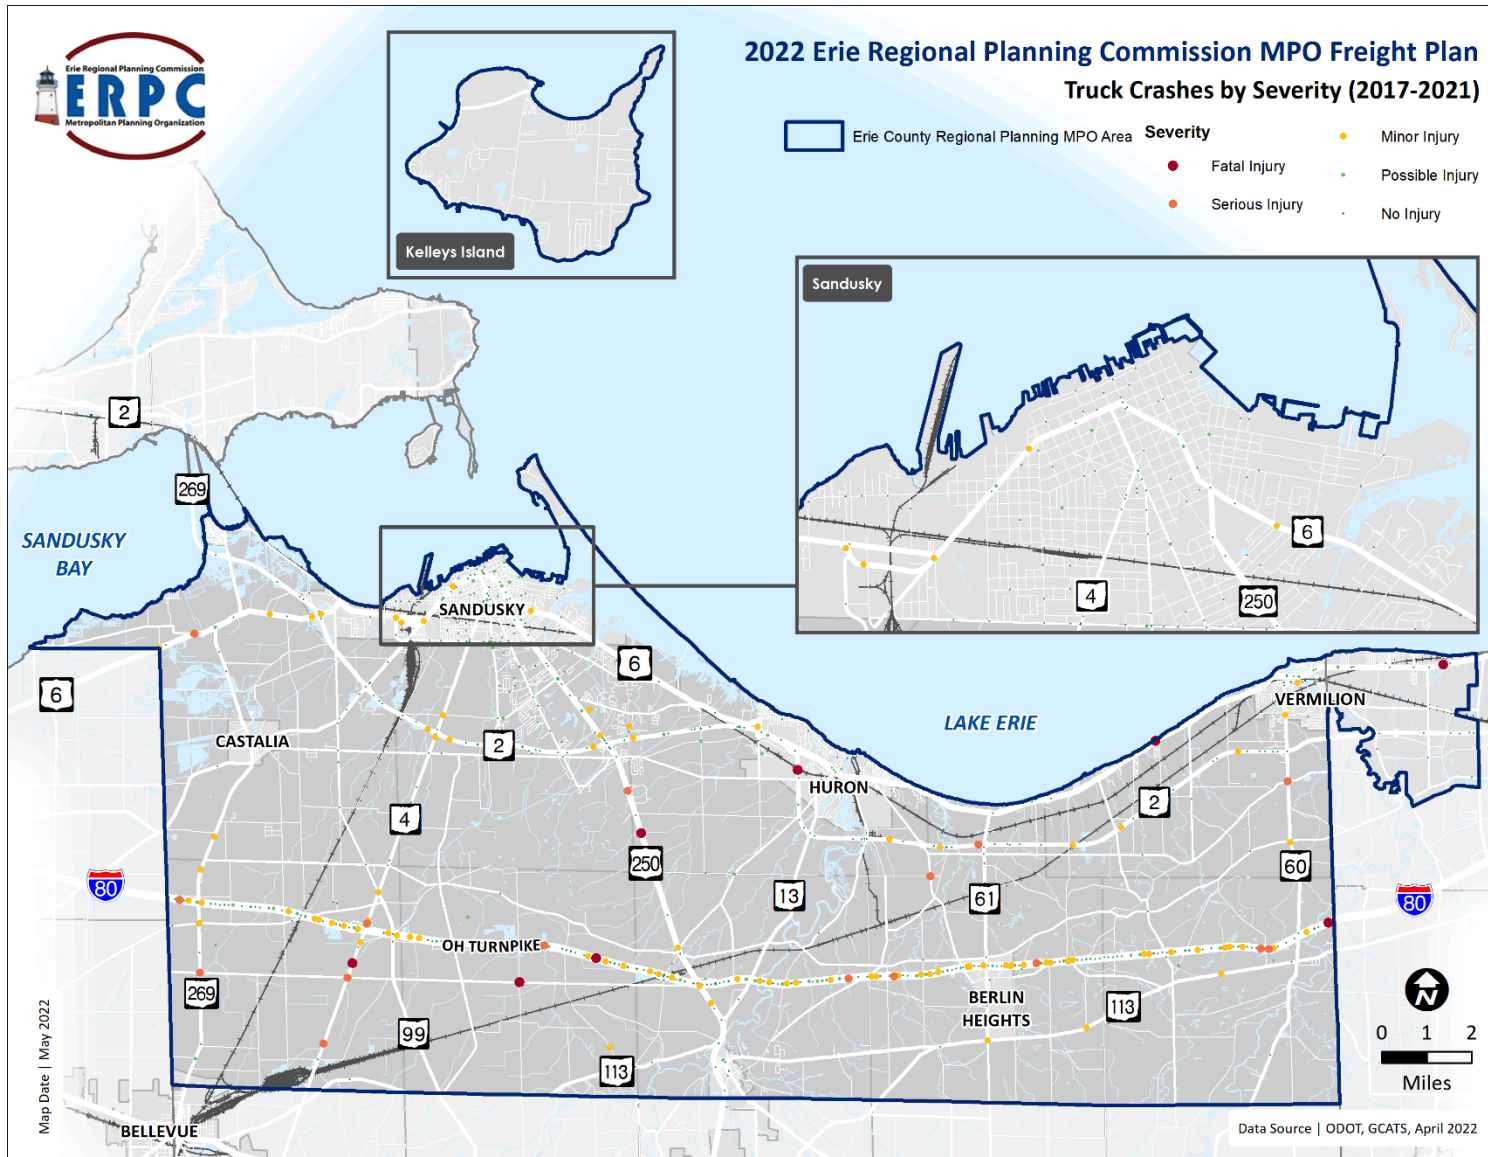 Erie Regional Planning Commission
ERPC
Metropolitan Planning Organization
2022 Erie Regional Planning Commission MPO Freight Plan
Truck Crashes by Severity (2017-2021)
Erie County Regional Planning MPO Area
Severity
Fatal Injury
Serious Injury
Minor Injury
Possible Injury
No Injury
Kelleys Island
Sandusky
6
4
250
2
269
SANDUSKY
BAY
SANDUSKY
6
6
LAKE ERIE
VERMILION
CASTALIA
2
HURON
2
4
250
60
80
13
61
80
OH TURNPIKE
269
BERLIN
HEIGHTS
113
99
113
N
0 1 2
Miles
BELLEVUE
Map Date | May 2022
Data Source | ODOT, GCATS, April 2022